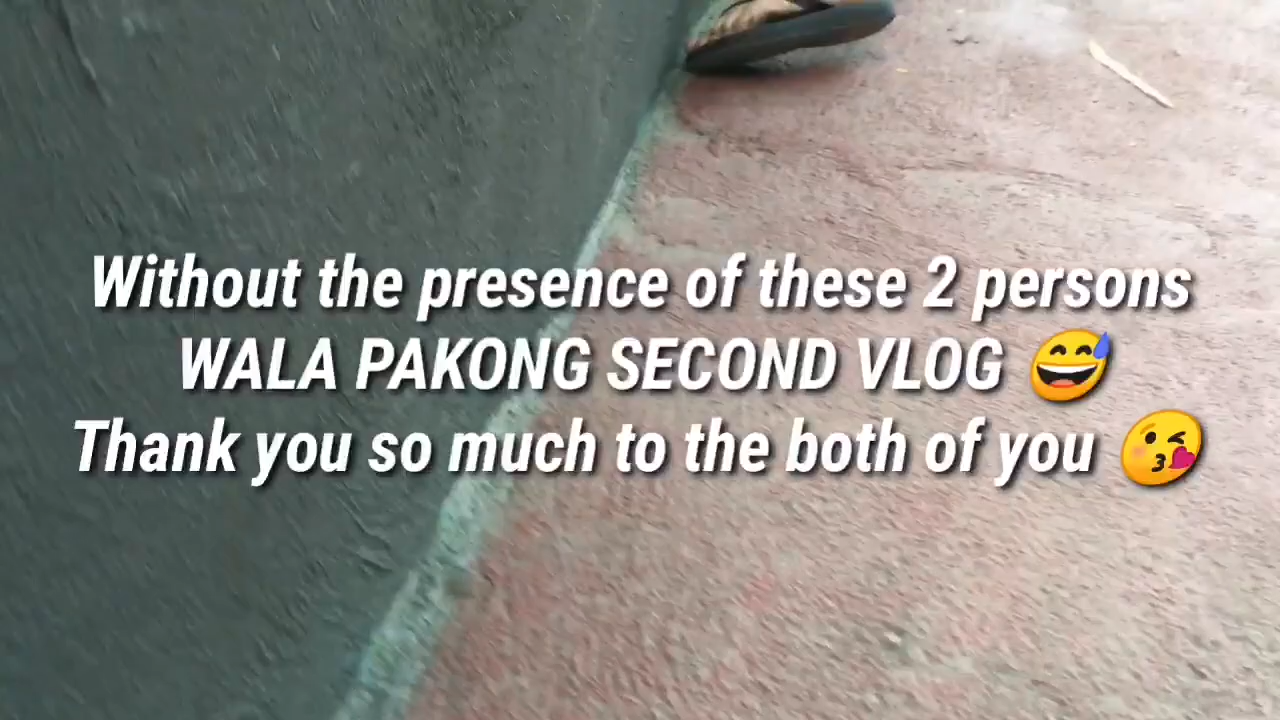 Without the presence of these 2 persons
WALA PAKONG SECOND VLOG 😅
Thank you so much to the both of you 😘